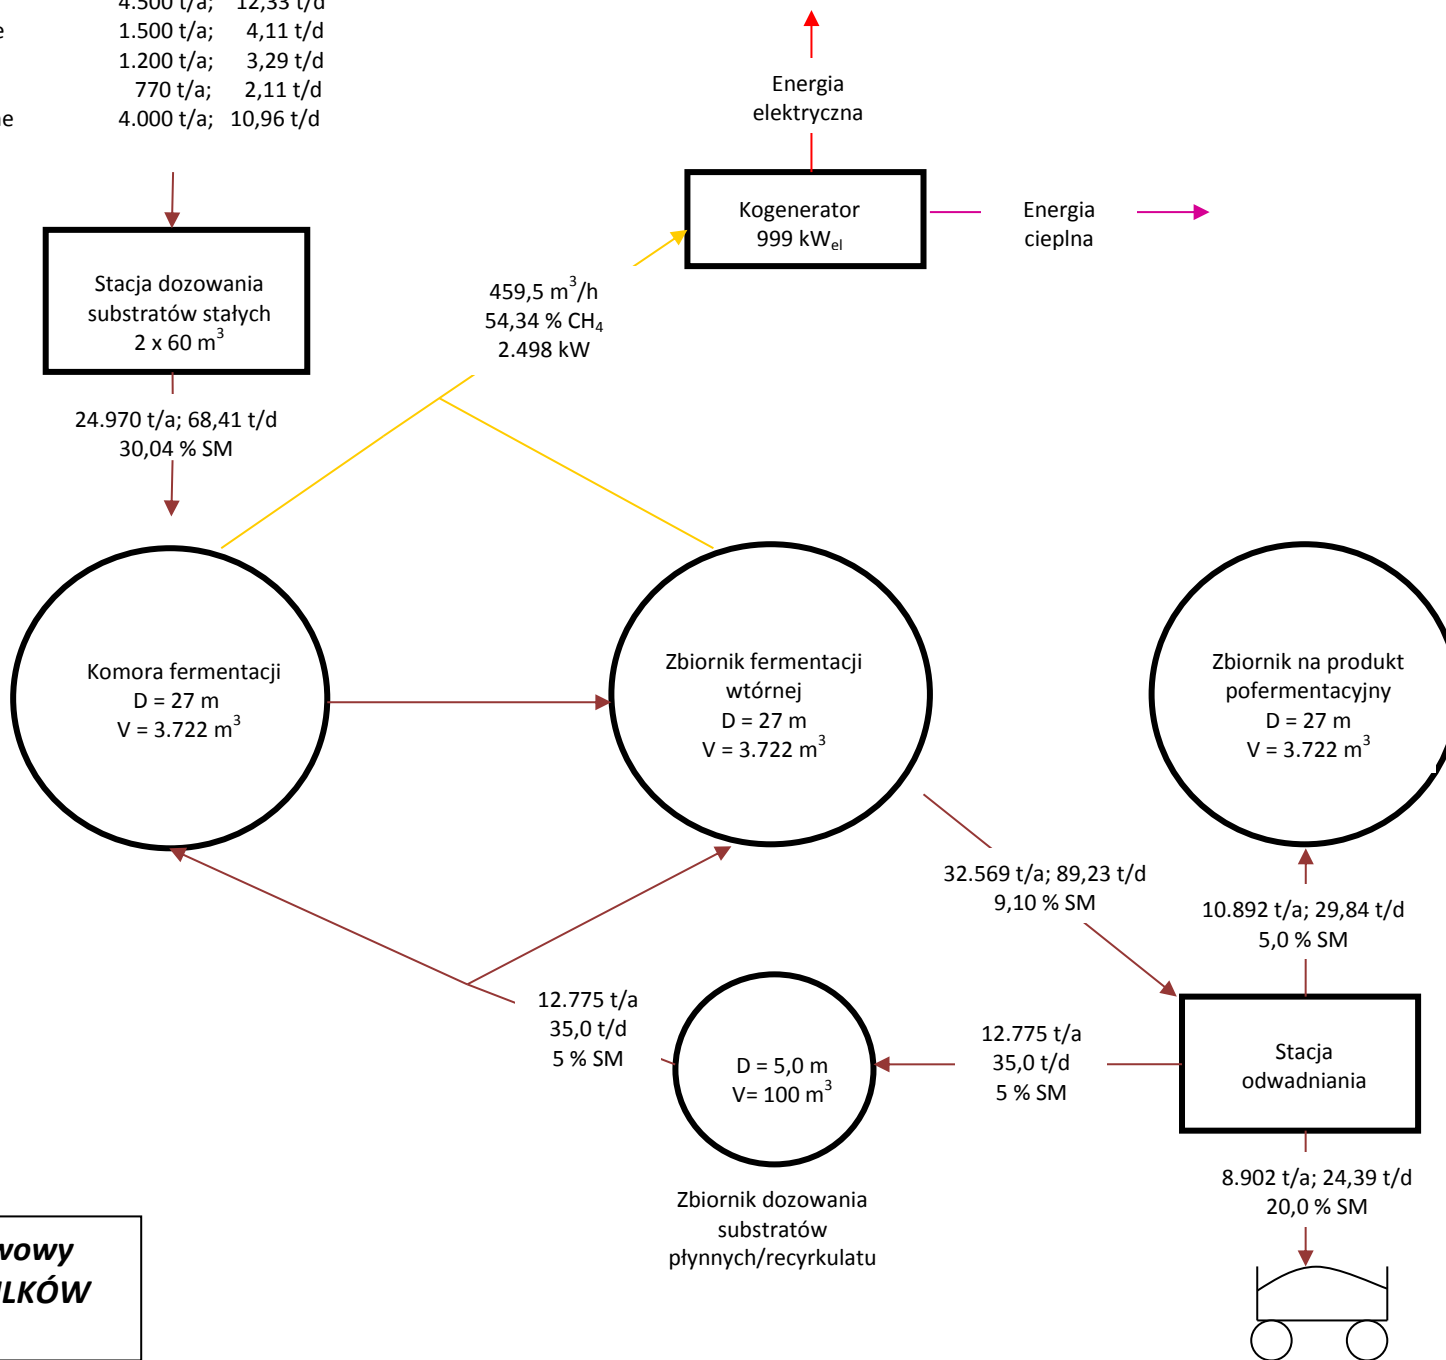 4.500 t/a; 12,33 t/d
1.500 t/a; 4,11 t/d
1.200 t/a; 3,29 t/d
770 t/a; 2,11 t/d
4.000 t/a; 10,96 t/d
Energia
elektryczna
Kogenerator
999 kWel
Energia
cieplna
Stacja dozowania
substratów stałych
2 x 60 m³
459,5 m³/h
54,34 % CH₄
2.498 kW
24.970 t/a; 68,41 t/d
30,04 % SM
Komora fermentacji
D = 27 m
V = 3.722 m³
Zbiornik fermentacji
wtórnej
D = 27 m
V = 3.722 m³
Zbiornik na produkt
pofermentacyjny
D = 27 m
V = 3.722 m³
32.569 t/a; 89,23 t/d
9,10 % SM
10.892 t/a; 29,84 t/d
5,0 % SM
12.775 t/a
35,0 t/d
5 % SM
D = 5,0 m
V= 100 m³
12.775 t/a
35,0 t/d
5 % SM
Stacja
odwadniania
Zbiornik dozowania
substratów
płynnych/recyrkulatu
8.902 t/a; 24,39 t/d
20,0 % SM